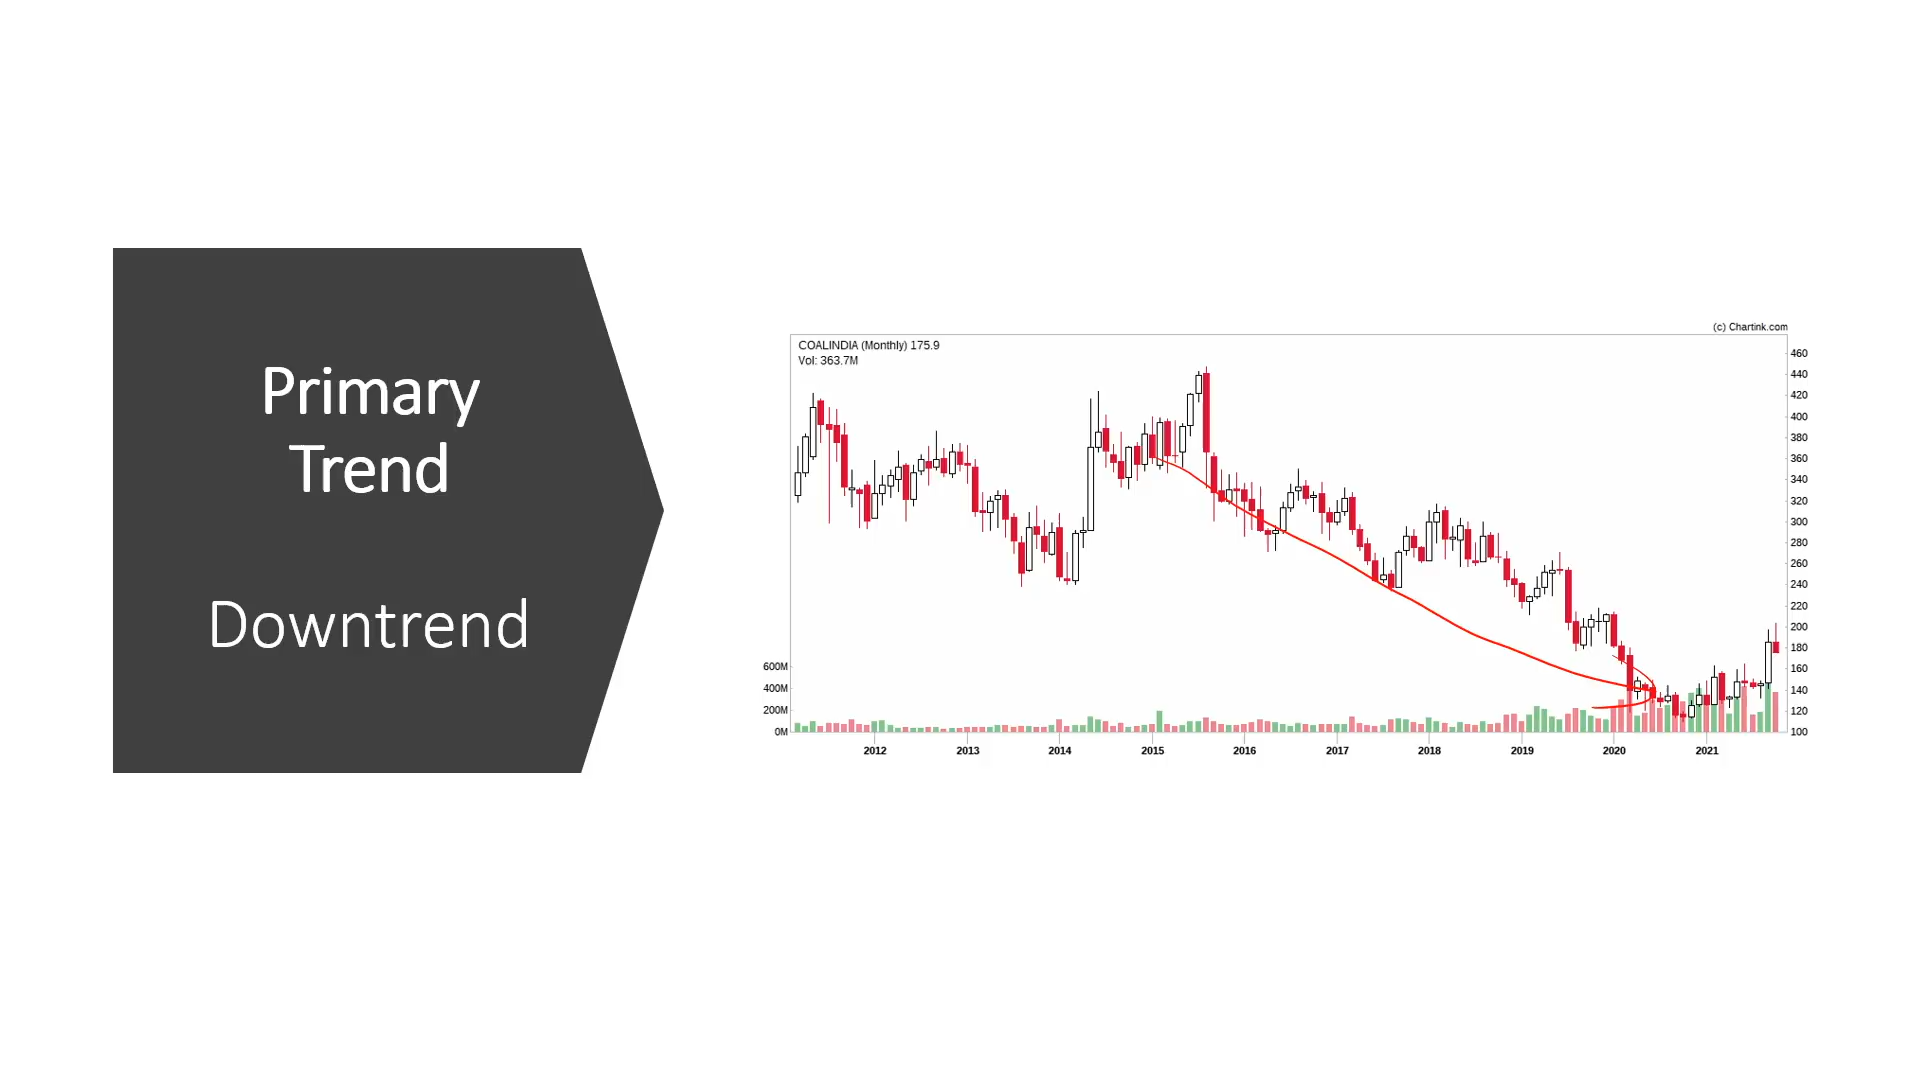 Primary
Trend
Downtrend
(c) Chartink.com
COALINDIA (Monthly) 175.9
Vol: 363.7M
460
440
420
400
380
360
340
320
300
280
260
240
220
200
180
160
140
120
100
600M
400M
200M
0M
2012 2013 2014 2015 2016 2017 2018 2019 2020 2021